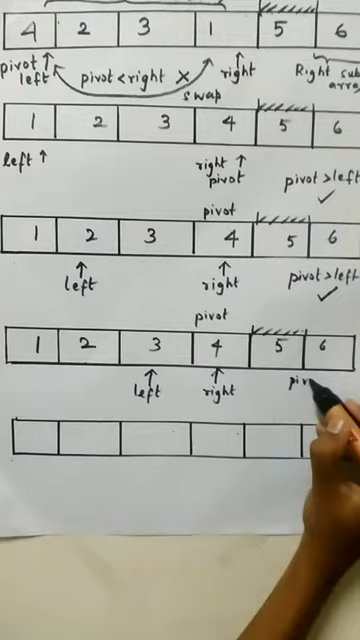 4 2 3 1 5 6
pivot
left pivot < right × right Right sub
swap arra
1 2 3 4 5 6
left right
pivot pivot > left
pivot ✓
1 2 3 4 5 6
left right pivot > left
✓
pivot
1 2 3 4 5 6
left right piv